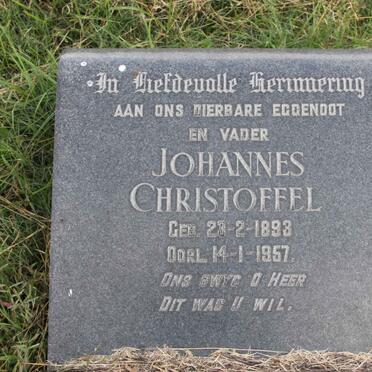 In Liefdevolle Herinnering
AAN ONS DIERBARE EGGENOOT
EN VADER
JOHANNES
CHRISTOFFEL
GEB. 23-2-1893
OORL. 14-1-1957.
ONS SWYG O HEER
DIT WAS U WIL.